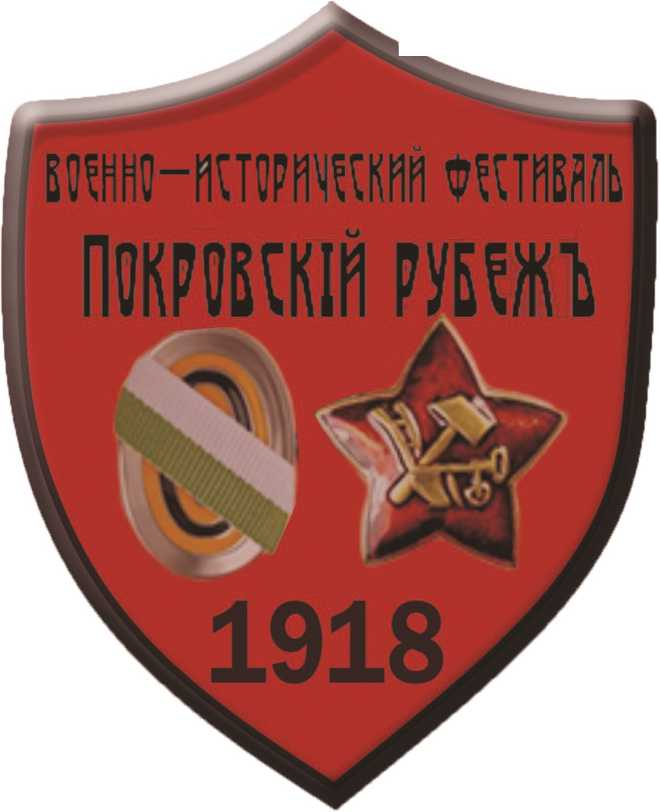 ВОЕННО—ИСТОРИЧЕСКИЙ ФЕСТИВАЛЬ
ПОКРОВСКІЙ РУБЕЖЪ
1918